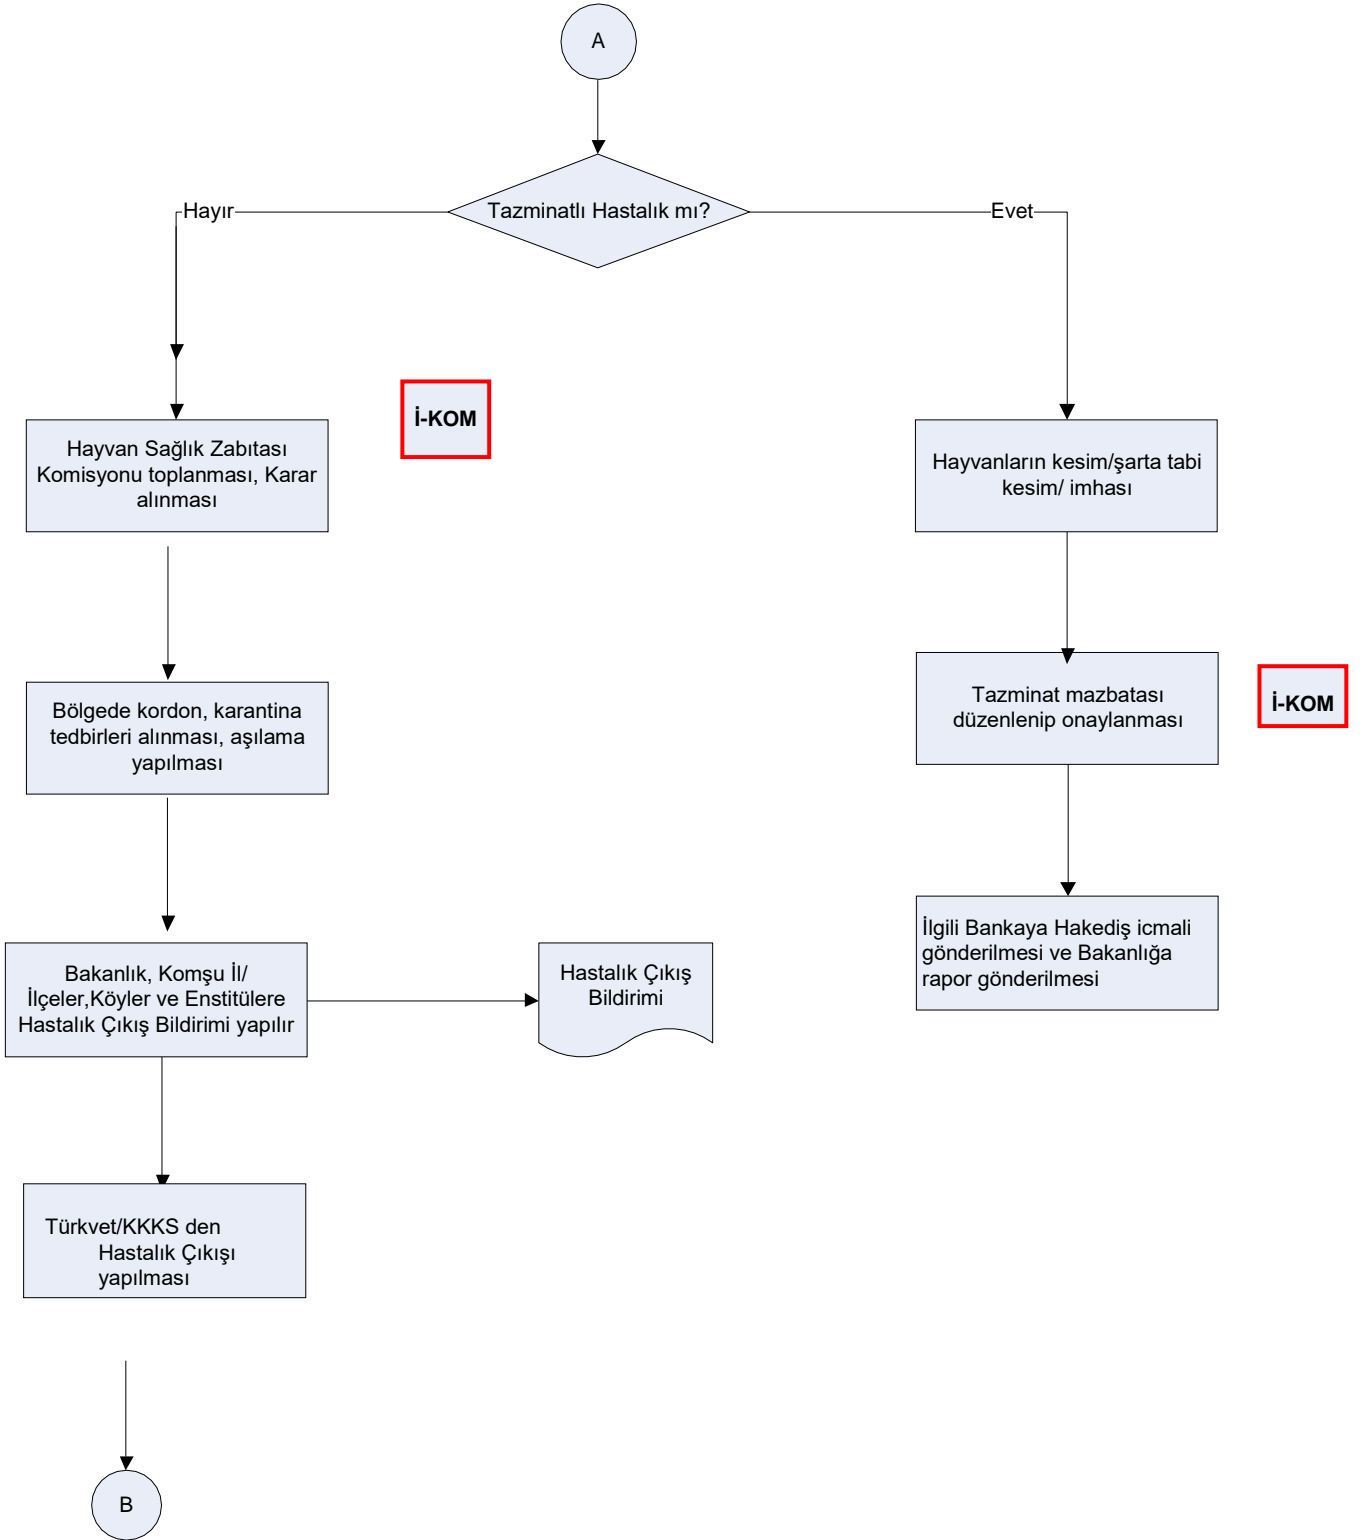 A
Tazminatlı Hastalık mı?
Hayır
Evet
İ-KOM
Hayvan Sağlık Zabıtası
Komisyonu toplanması, Karar
alınması
Hayvanların kesim/şarta tabi
kesim/ imhası
Bölgede kordon, karantina
tedbirleri alınması, aşılama
yapılması
Tazminat mazbatası
düzenlenip onaylanması
İ-KOM
Bakanlık, Komşu İl/
İlçeler,Köyler ve Enstitülere
Hastalık Çıkış Bildirimi yapılır
Hastalık Çıkış
Bildirimi
İlgili Bankaya Hakediş icmali
gönderilmesi ve Bakanlığa
rapor gönderilmesi
Türkvet/KKKS den
Hastalık Çıkışı
yapılması
B